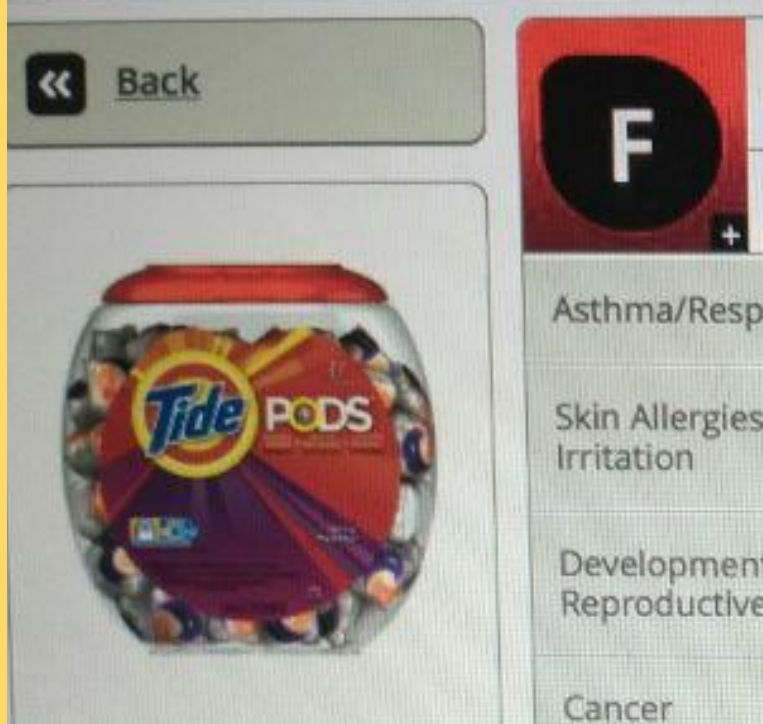 Back
F
+
Tide
PODS
Asthma/Resp
Skin Allergies
Irritation
Development
Reproductive
Cancer